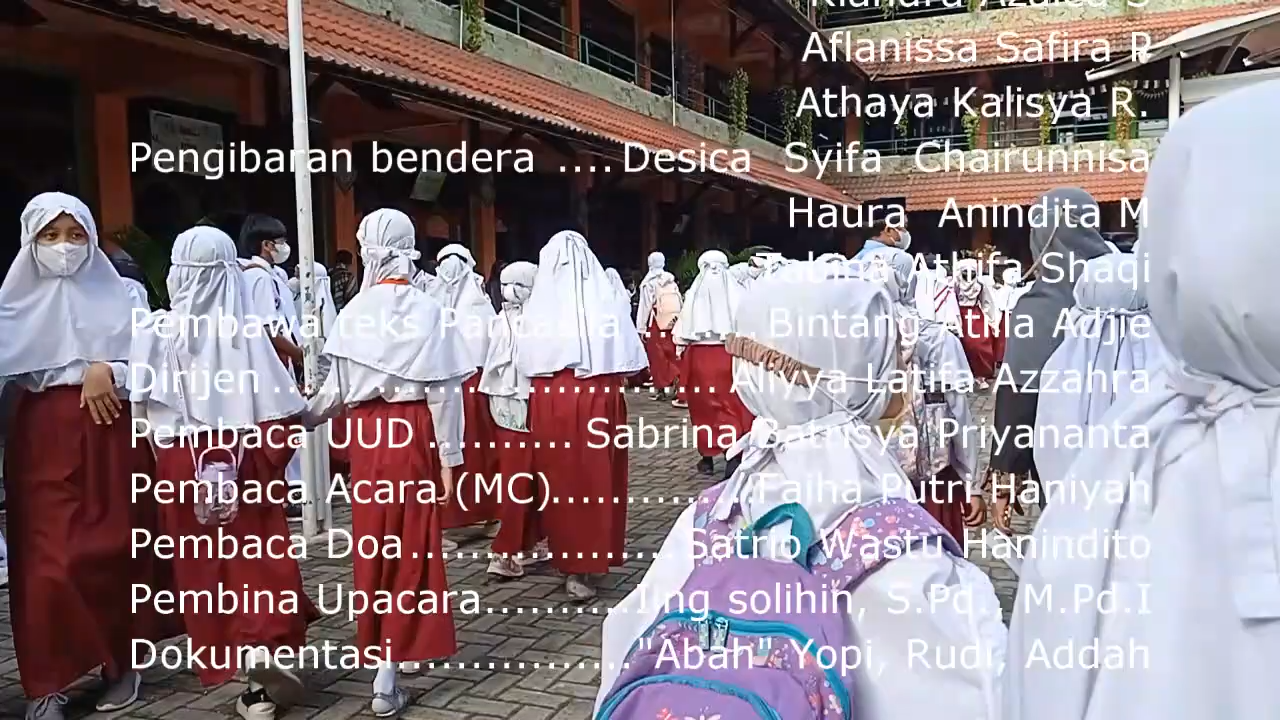 Aflanissa Safira R
Athaya Kalisya R.
Pengibaran bendera ....Desica Syifa Chairunnisa
Haura Anindita M
Tabina Athifa Shaqi
Pembawa teks Pancasila ........ Bintang Atilla Adjie
Dirijen ............................ Aliyya Latifa Azzahra
Pembaca UUD .......... Sabrina Batrisya Priyananta
Pembaca Acara (MC)..............Faiha Putri Haniyah
Pembaca Doa................. Satrio Wastu Hanindito
Pembina Upacara..........Iing solihin, S.Pd., M.Pd.I
Dokumentasi................"Abah" Yopi, Rudi, Addah